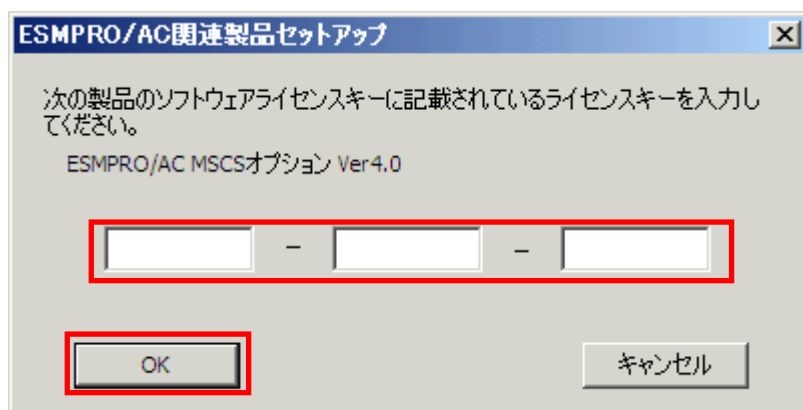 ESMPRO/AC関連製品セットアップ
次の製品のソフトウェアライセンスキーに記載されているライセンスキーを入力し
てください。
ESMPRO/AC MSCSオプション Ver4.0
－ －
OK キャンセル